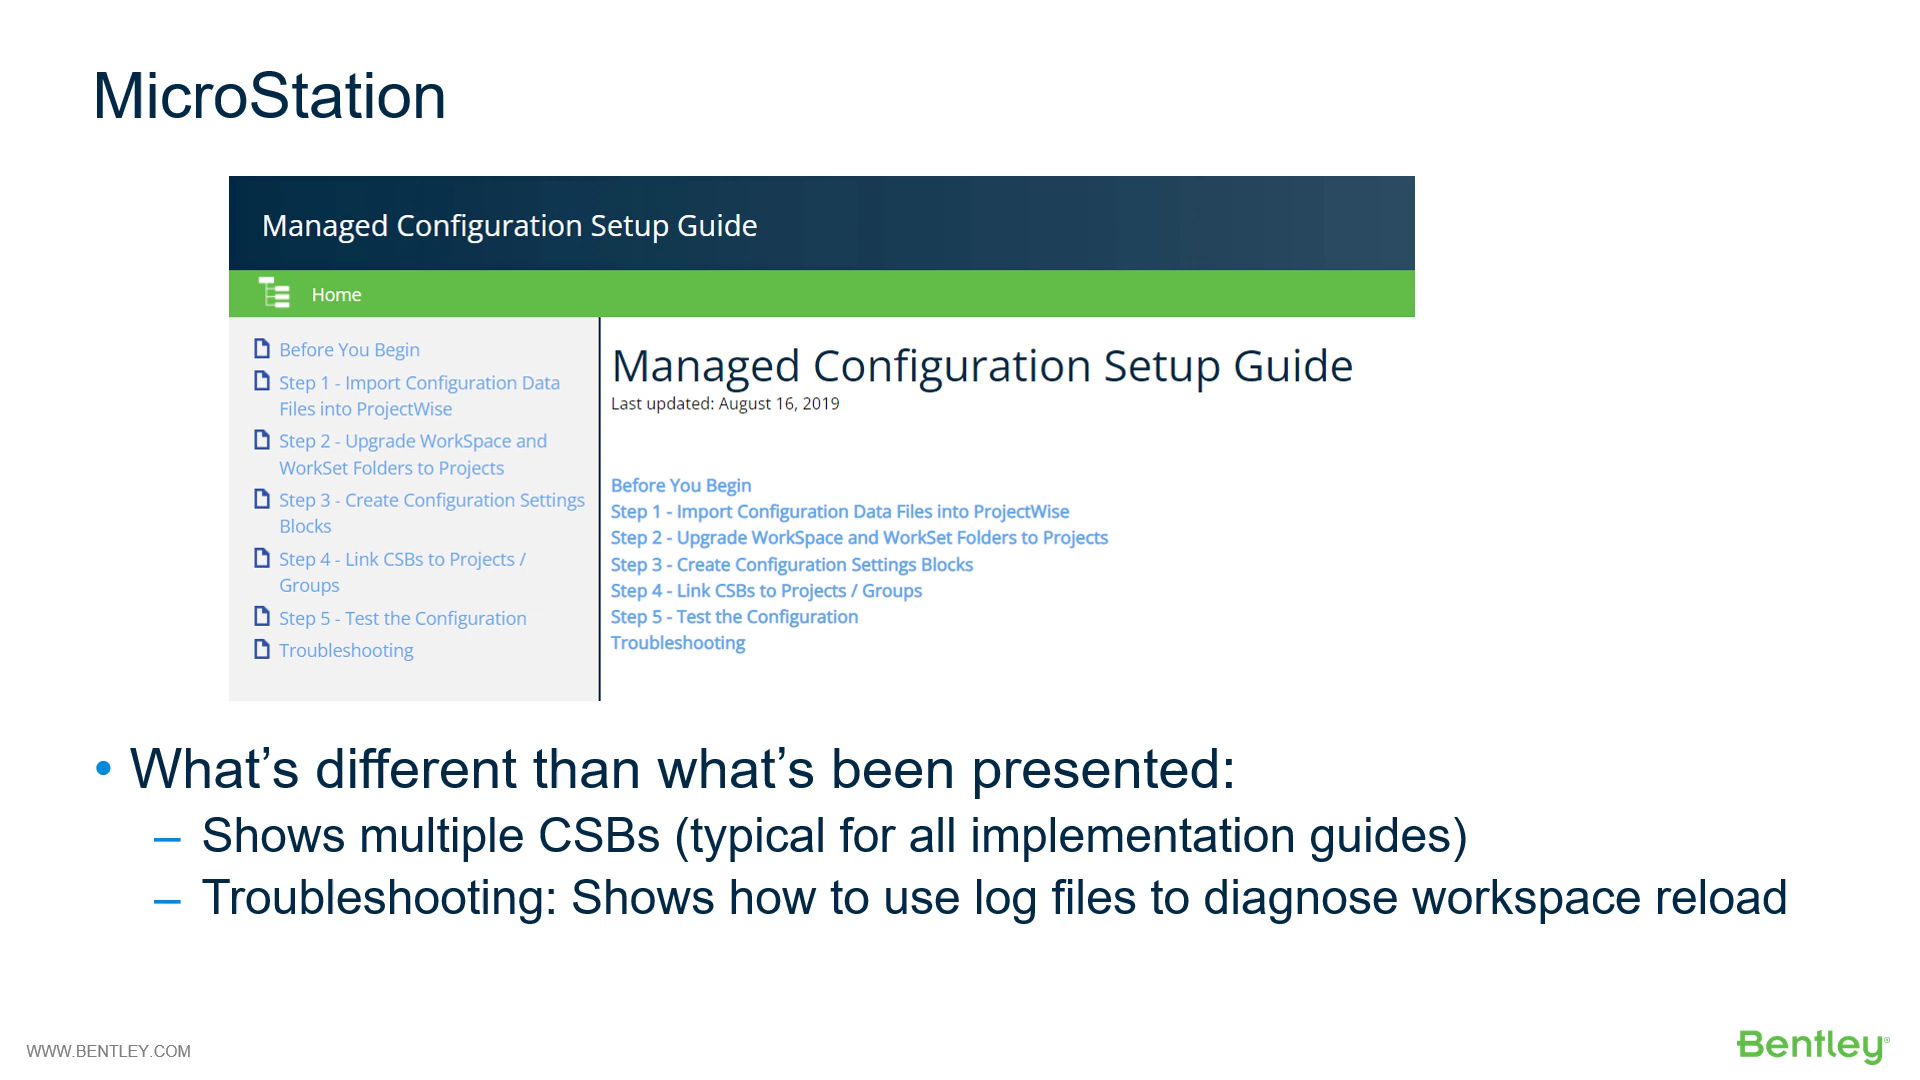 MicroStation
Managed Configuration Setup Guide
Home
Before You Begin
Step 1 - Import Configuration Data
Files into ProjectWise
Step 2 - Upgrade WorkSpace and
WorkSet Folders to Projects
Step 3 - Create Configuration Settings
Blocks
Step 4 - Link CSBs to Projects /
Groups
Step 5 - Test the Configuration
Troubleshooting
Managed Configuration Setup Guide
Last updated: August 16, 2019
Before You Begin
Step 1 - Import Configuration Data Files into ProjectWise
Step 2 - Upgrade WorkSpace and WorkSet Folders to Projects
Step 3 - Create Configuration Settings Blocks
Step 4 - Link CSBs to Projects / Groups
Step 5 - Test the Configuration
Troubleshooting
• What’s different than what’s been presented:
– Shows multiple CSBs (typical for all implementation guides)
– Troubleshooting: Shows how to use log files to diagnose workspace reload
WWW.BENTLEY.COM
Bentley®